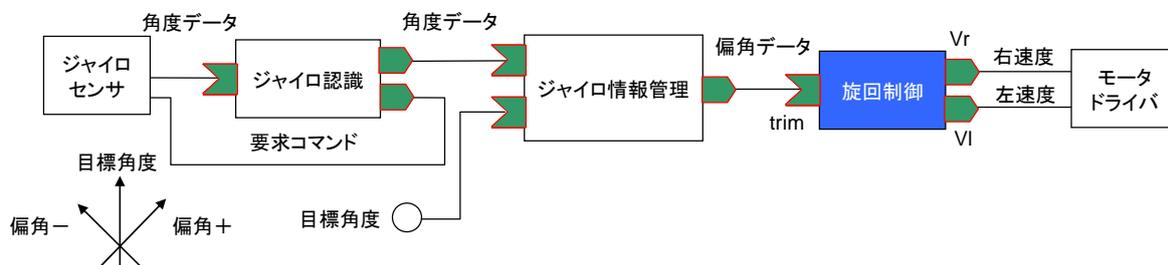 角度データ
角度データ
ジャイロ
センサ
ジャイロ認識
ジャイロ情報管理
偏角データ
trim
旋回制御
Vr
Vl
右速度
左速度
モータ
ドライバ
要求コマンド
目標角度
偏角－
偏角＋
目標角度